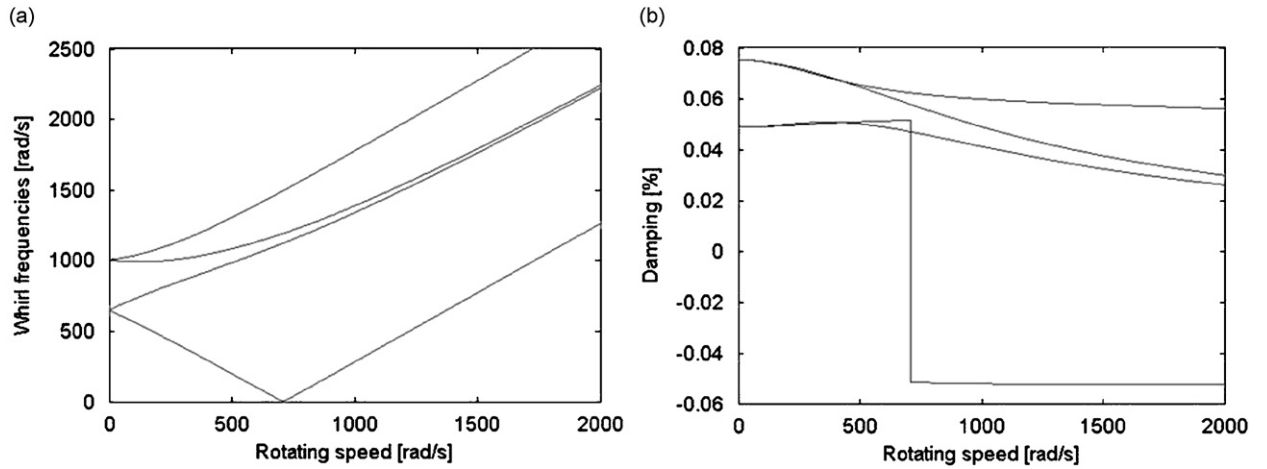 (a)
2500
2000
1500
1000
500
0
Whirl frequencies [rad/s]
0 500 1000 1500 2000
Rotating speed [rad/s]
(b)
0.08
0.06
0.04
0.02
0
-0.02
-0.04
-0.06
Damping [%]
0 500 1000 1500 2000
Rotating speed [rad/s]